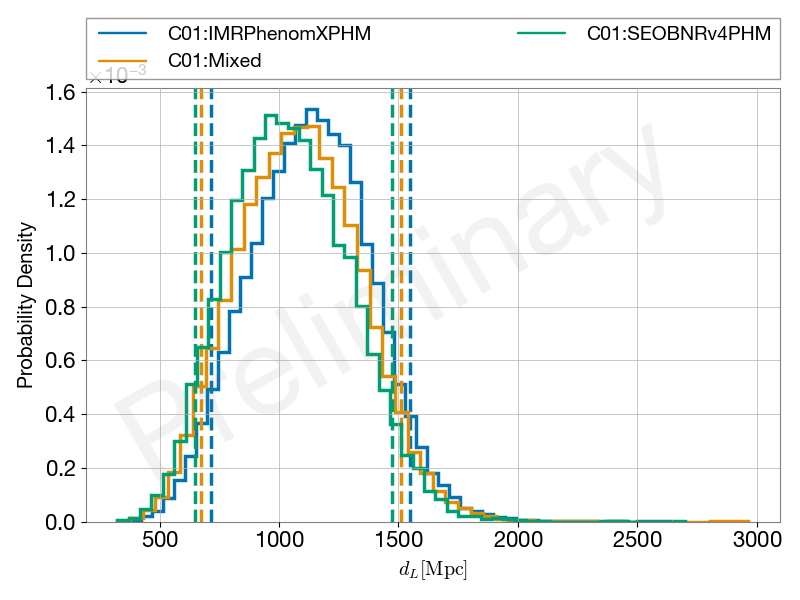 C01:IMRPhenomXPHM
C01:Mixed
C01:SEOBNRv4PHM
×10⁻³
1.6
1.4
1.2
1.0
0.8
0.6
0.4
0.2
0.0
Probability Density
Preliminary
500 1000 1500 2000 2500 3000
d_L[Mpc]